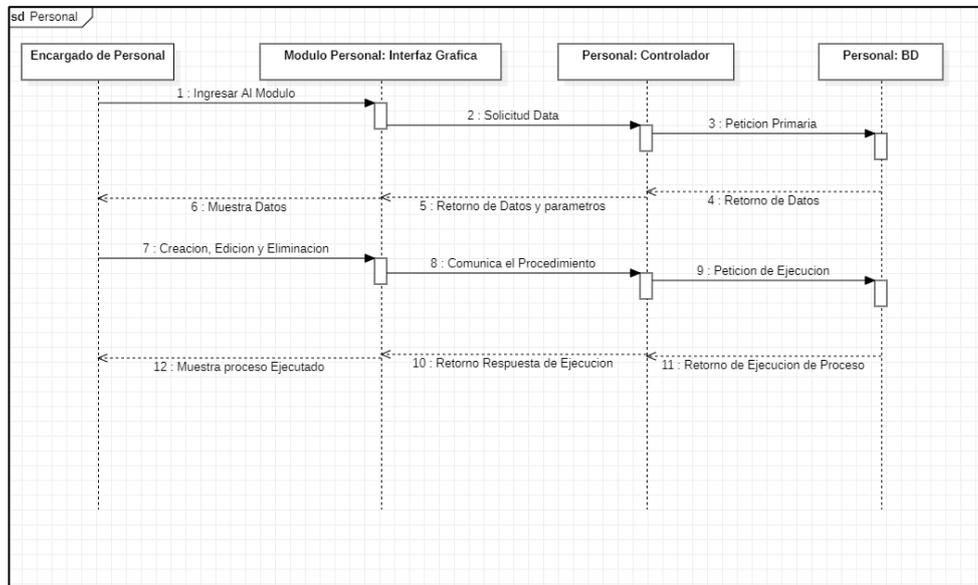 sd Personal
Encargado de Personal
Modulo Personal: Interfaz Grafica
Personal: Controlador
Personal: BD
1 : Ingresar Al Modulo
2 : Solicitud Data
3 : Peticion Primaria
4 : Retorno de Datos
5 : Retorno de Datos y parametros
6 : Muestra Datos
7 : Creacion, Edicion y Eliminacion
8 : Comunica el Procedimiento
9 : Peticion de Ejecucion
10 : Retorno Respuesta de Ejecucion
11 : Retorno de Ejecucion de Proceso
12 : Muestra proceso Ejecutado